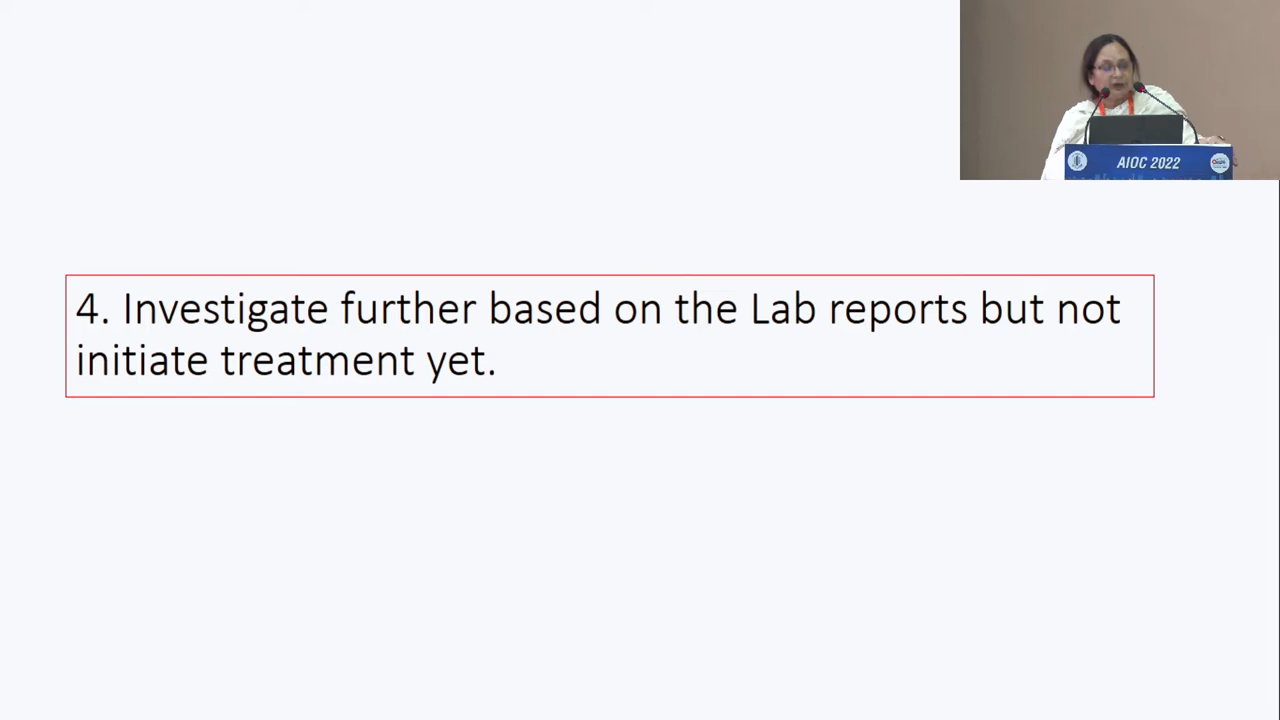 AIOC 2022
4. Investigate further based on the Lab reports but not
initiate treatment yet.